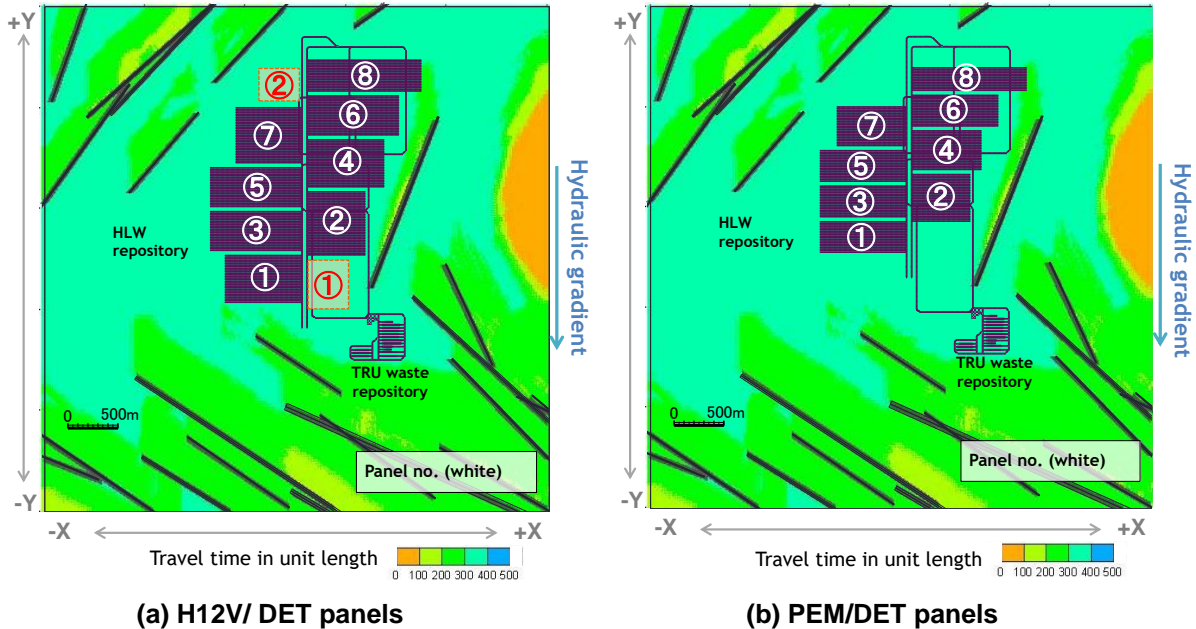 +Y
②
⑧
⑦
⑥
④
⑤
②
③
①
①
HLW
repository
TRU waste
repository
0 500m
Panel no. (white)
-Y
-X +X
Hydraulic gradient
Travel time in unit length
0 100 200 300 400 500
(a) H12V/ DET panels
+Y
⑧
⑥
⑦
④
⑤
②
③
①
HLW
repository
TRU waste
repository
0 500m
Panel no. (white)
-Y
-X +X
Hydraulic gradient
Travel time in unit length
0 100 200 300 400 500
(b) PEM/DET panels